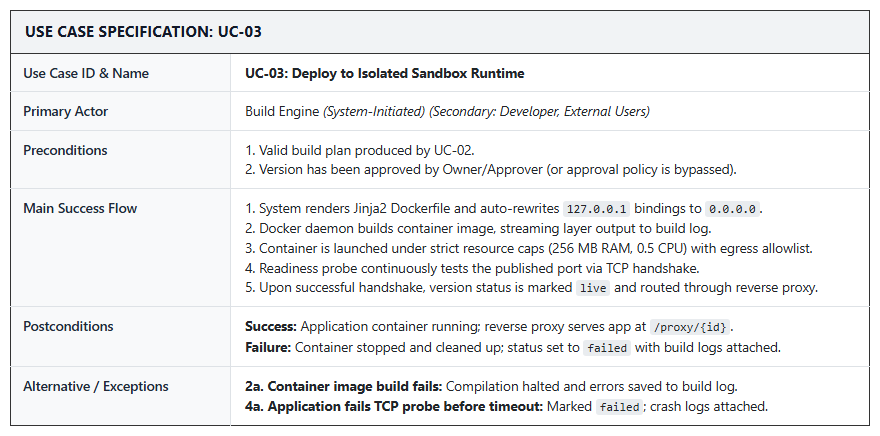 USE CASE SPECIFICATION: UC-03
Use Case ID & Name
UC-03: Deploy to Isolated Sandbox Runtime
Primary Actor
Build Engine (System-Initiated) (Secondary: Developer, External Users)
Preconditions
1. Valid build plan produced by UC-02.
2. Version has been approved by Owner/Approver (or approval policy is bypassed).
Main Success Flow
1. System renders Jinja2 Dockerfile and auto-rewrites 127.0.0.1 bindings to 0.0.0.0.
2. Docker daemon builds container image, streaming layer output to build log.
3. Container is launched under strict resource caps (256 MB RAM, 0.5 CPU) with egress allowlist.
4. Readiness probe continuously tests the published port via TCP handshake.
5. Upon successful handshake, version status is marked live and routed through reverse proxy.
Postconditions
Success: Application container running; reverse proxy serves app at /proxy/{id}.
Failure: Container stopped and cleaned up; status set to failed with build logs attached.
Alternative / Exceptions
2a. Container image build fails: Compilation halted and errors saved to build log.
4a. Application fails TCP probe before timeout: Marked failed; crash logs attached.